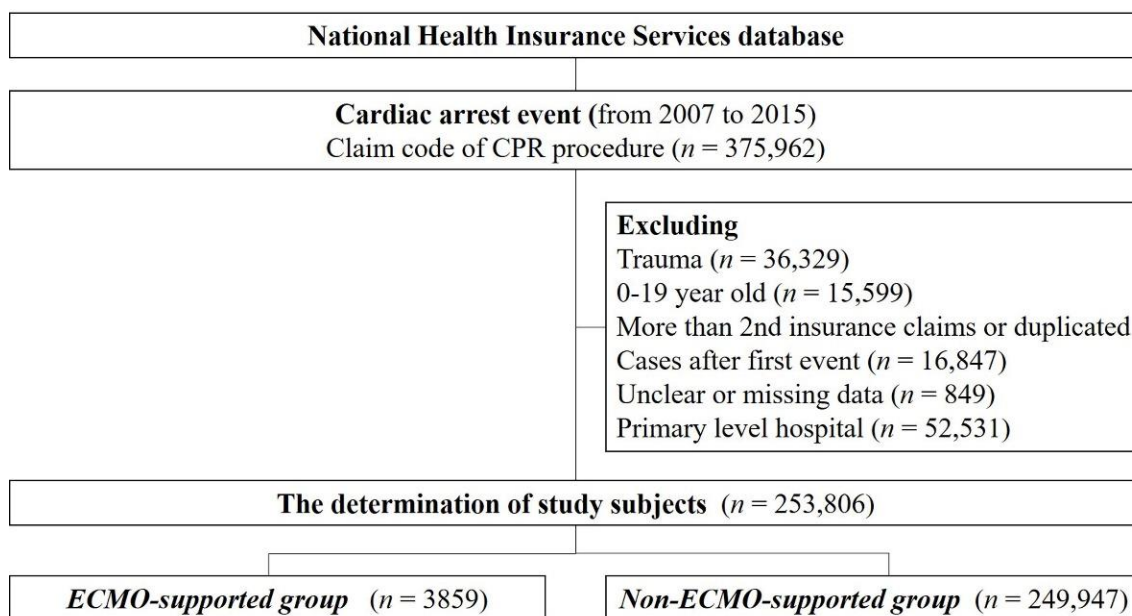 National Health Insurance Services database
Cardiac arrest event (from 2007 to 2015)
Claim code of CPR procedure (n = 375,962)
Excluding
Trauma (n = 36,329)
0-19 year old (n = 15,599)
More than 2nd insurance claims or duplicated
Cases after first event (n = 16,847)
Unclear or missing data (n = 849)
Primary level hospital (n = 52,531)
The determination of study subjects (n = 253,806)
ECMO-supported group (n = 3859)
Non-ECMO-supported group (n = 249,947)